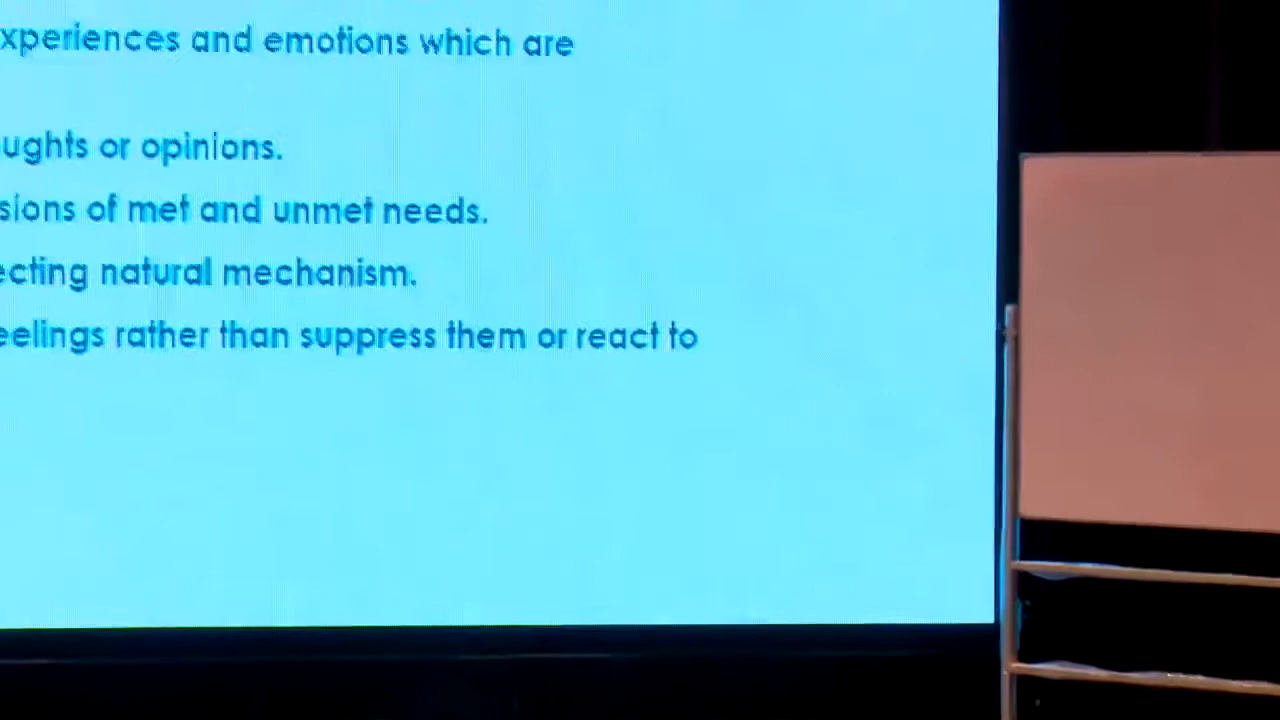 xperiences and emotions which are
ughts or opinions.
sions of met and unmet needs.
ecting natural mechanism.
eelings rather than suppress them or react to